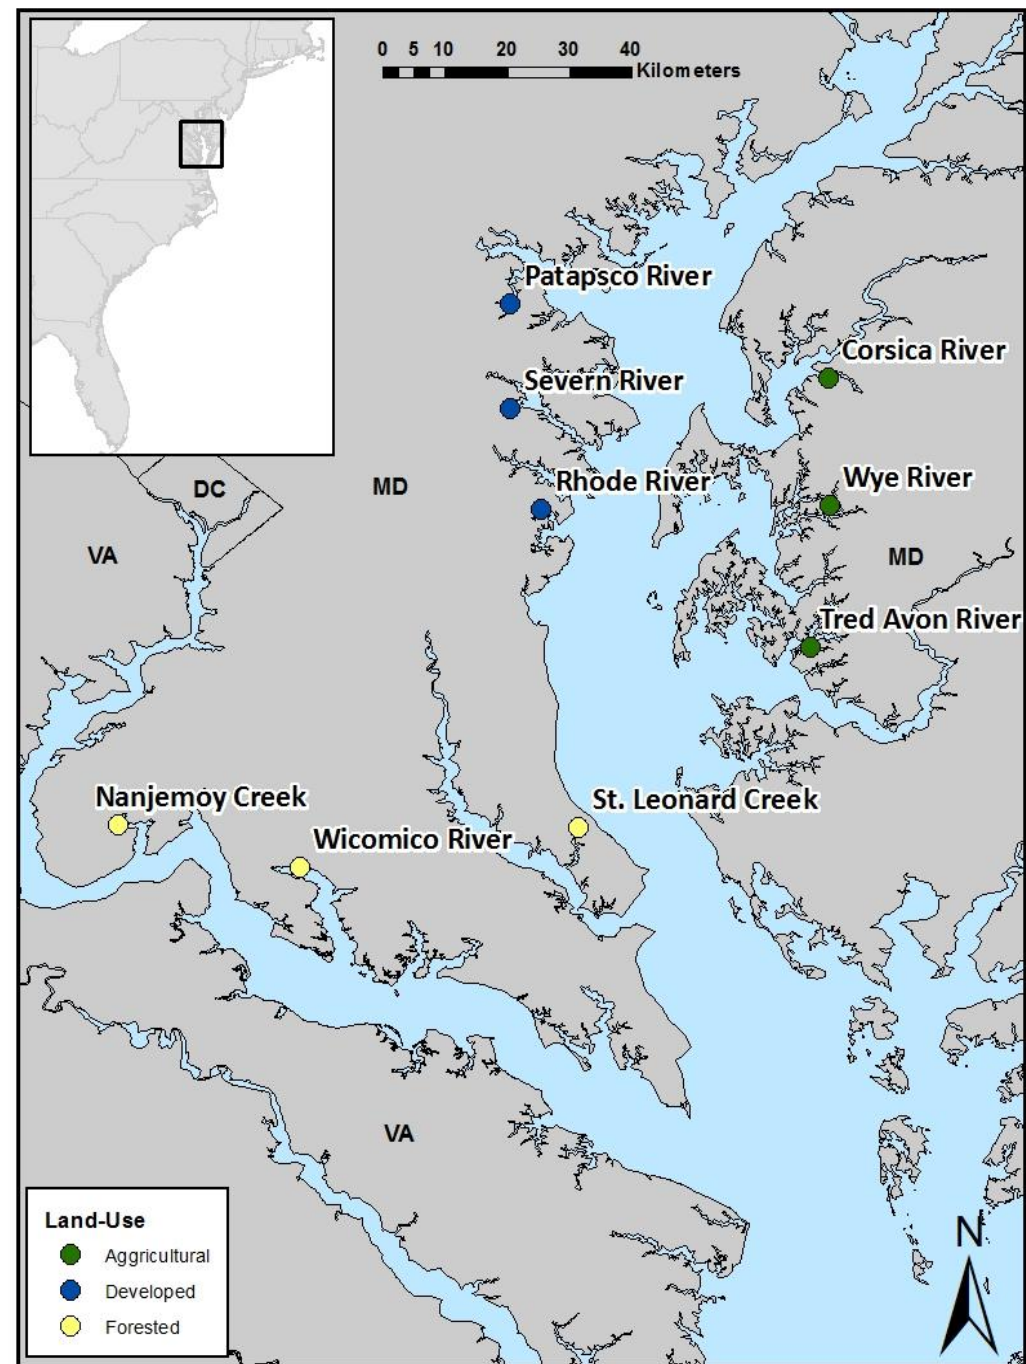 0 5 10 20 30 40
Kilometers
Patapsco River
Corsica River
Severn River
Rhode River
Wye River
DC
MD
VA
MD
Tred Avon River
Nanjemoy Creek
St. Leonard Creek
Wicomico River
VA
Land-Use
Aggricultural
Developed
Forested
N